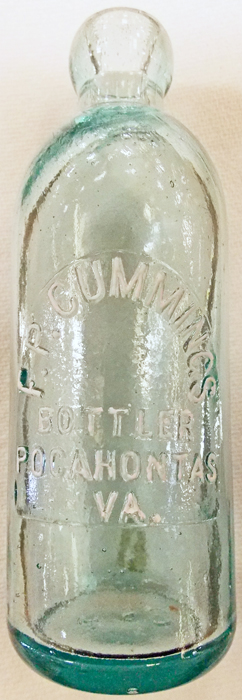 F.P. CUMMINGS
BOTTLER
POCAHONTAS
VA.